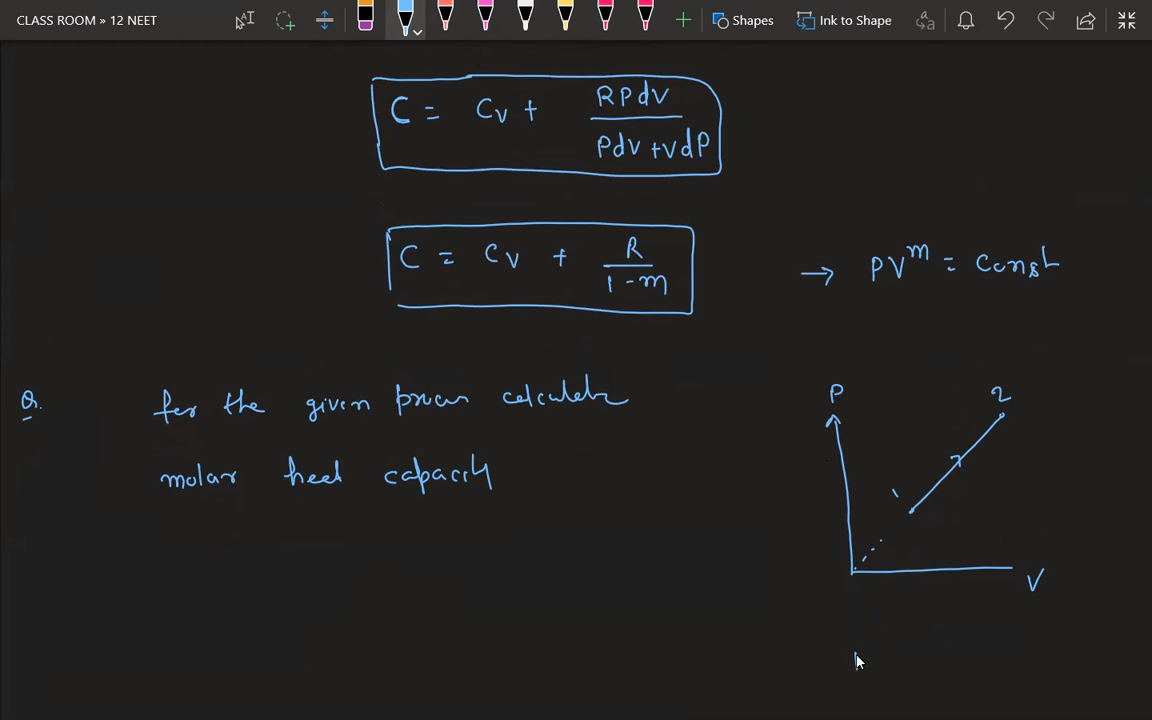 CLASS ROOM » 12 NEET
Shapes
Ink to Shape
C = Cv + RPdV / PdV + VdP
C = Cv + R / 1 - m
→ PV^m = Const
Q. for the given process calculate
molar heat capacity
P
2
1
V